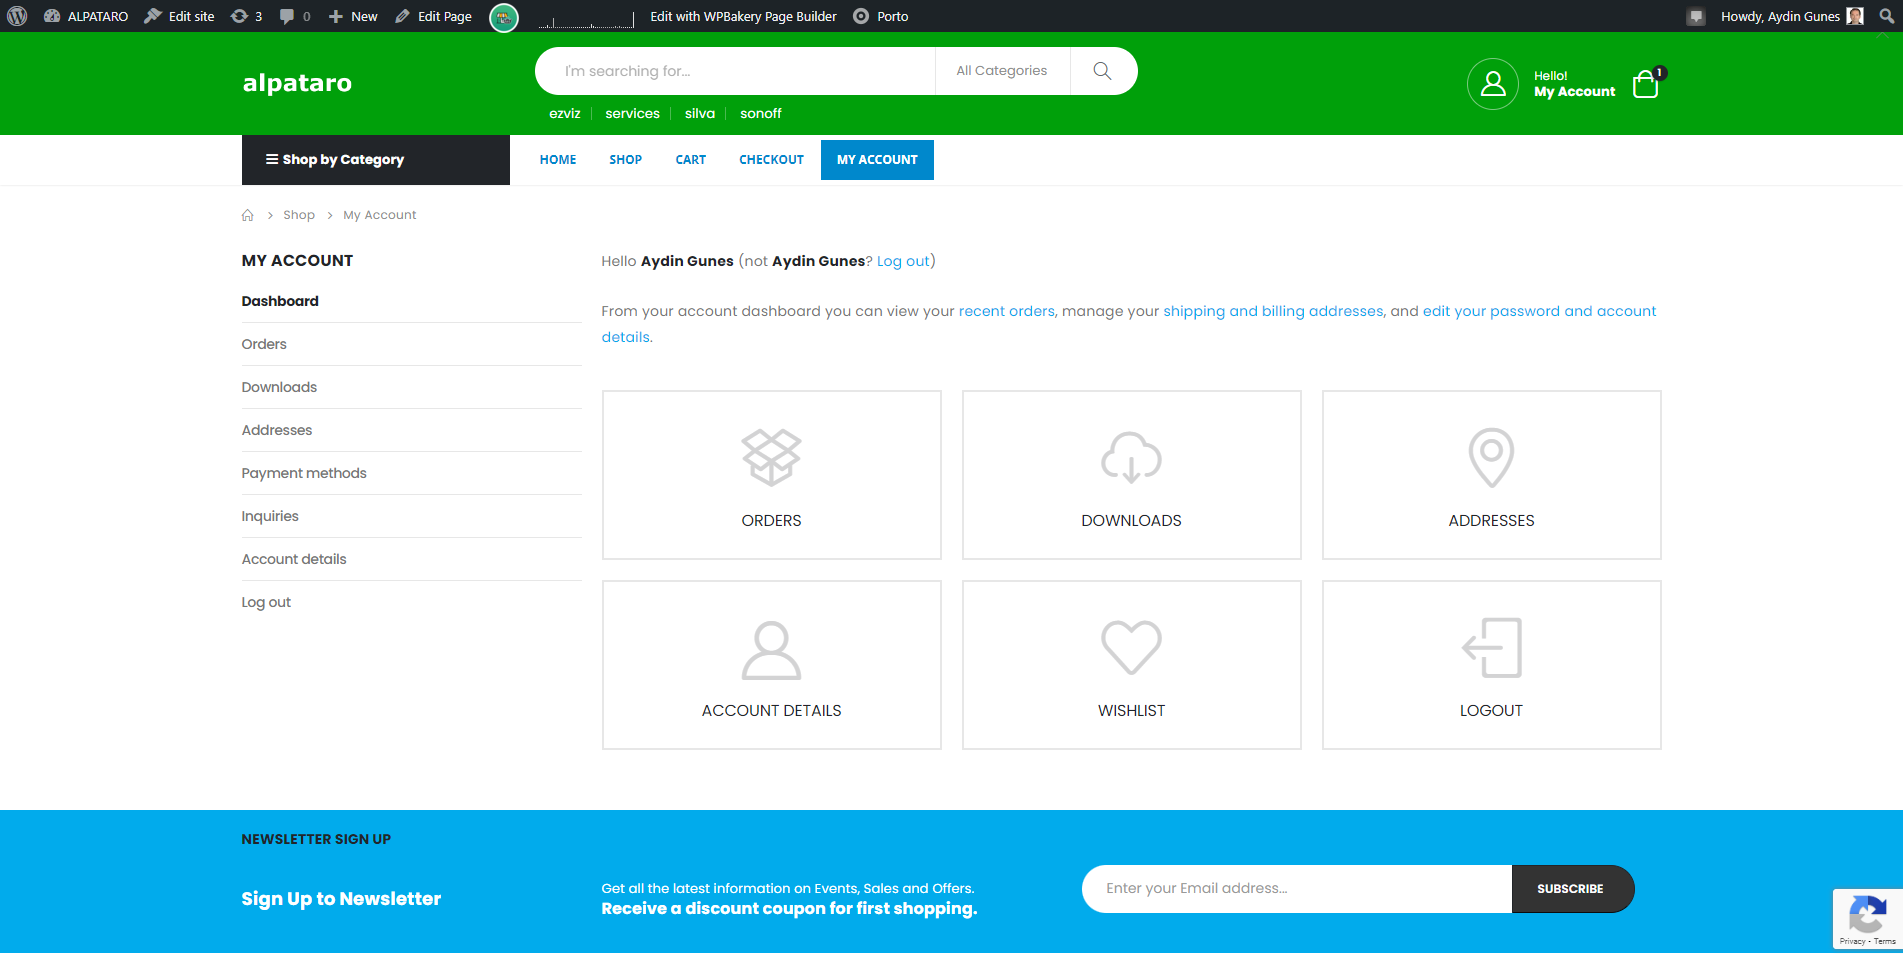 ALPATARO Edit site 3 0 New Edit Page Edit with WPBakery Page Builder Porto Howdy, Aydin Gunes
alpataro
I'm searching for... All Categories
ezviz services silva sonoff
Hello!
My Account
1
Shop by Category HOME SHOP CART CHECKOUT MY ACCOUNT
Shop My Account
MY ACCOUNT
Dashboard
Orders
Downloads
Addresses
Payment methods
Inquiries
Account details
Log out
Hello Aydin Gunes (not Aydin Gunes? Log out)
From your account dashboard you can view your recent orders, manage your shipping and billing addresses, and edit your password and account
details.
ORDERS DOWNLOADS ADDRESSES
ACCOUNT DETAILS WISHLIST LOGOUT
NEWSLETTER SIGN UP
Sign Up to Newsletter
Get all the latest information on Events, Sales and Offers.
Receive a discount coupon for first shopping.
Enter your Email address... SUBSCRIBE
Privacy - Terms